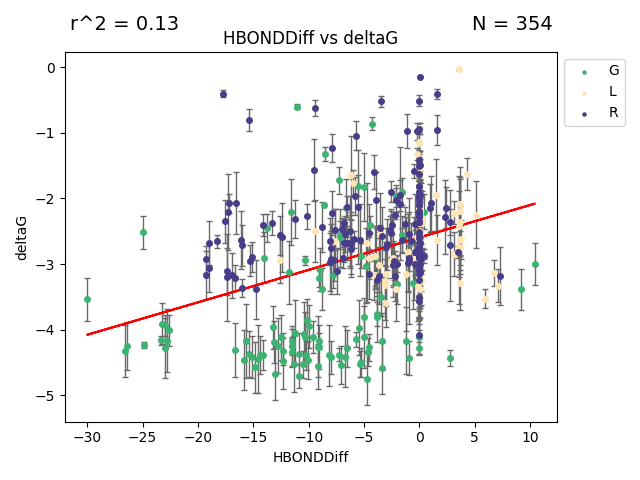 r^2 = 0.13
N = 354
HBONDDiff vs deltaG
G
L
R
deltaG
0
−1
−2
−3
−4
−5
−30
−25
−20
−15
−10
−5
0
5
10
HBONDDiff